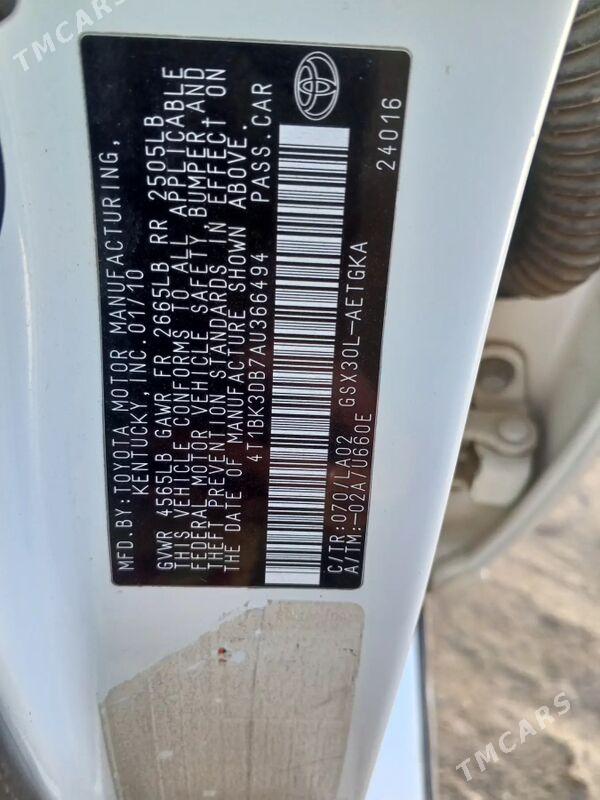 TMCARS
MFD.BY:TOYOTA MOTOR MANUFACTURING,
KENTUCKY,INC.01/10
GVWR 4565LB GAWR FR 2665LB RR 2505LB
THIS VEHICLE CONFORMS TO ALL APPLICABLE
FEDERAL MOTOR VEHICLE SAFETY, BUMPER AND
THEFT PREVENTION STANDARDS IN EFFECT ON
THE DATE OF MANUFACTURE SHOWN ABOVE.
4T1BK3DB7AU366494 PASS.CAR
C/TR:070/LA02 GSX30L-AETGKA
A/TM:-02A/U660E
24016
TMCARS